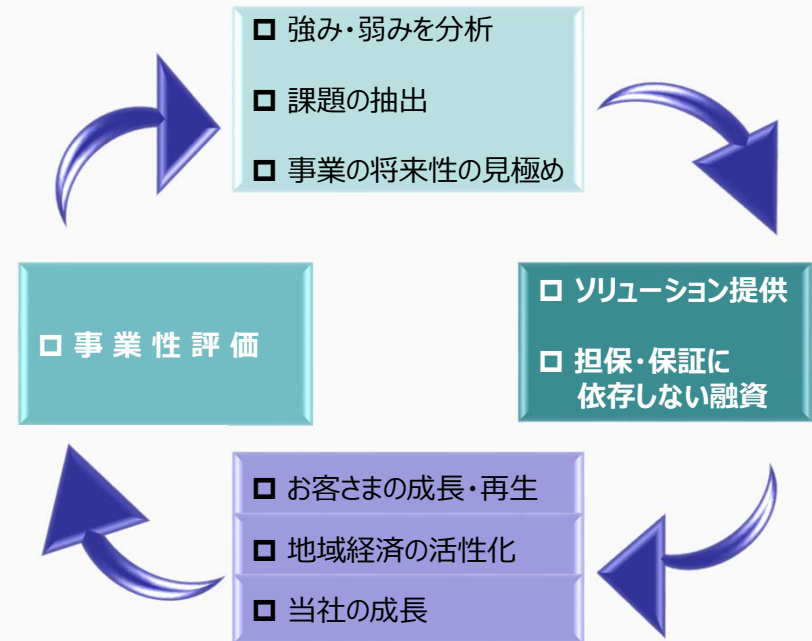 □ 強み・弱みを分析
□ 課題の抽出
□ 事業の将来性の見極め
□ 事業性評価
□ ソリューション提供
□ 担保・保証に
依存しない融資
□ お客さまの成長・再生
□ 地域経済の活性化
□ 当社の成長